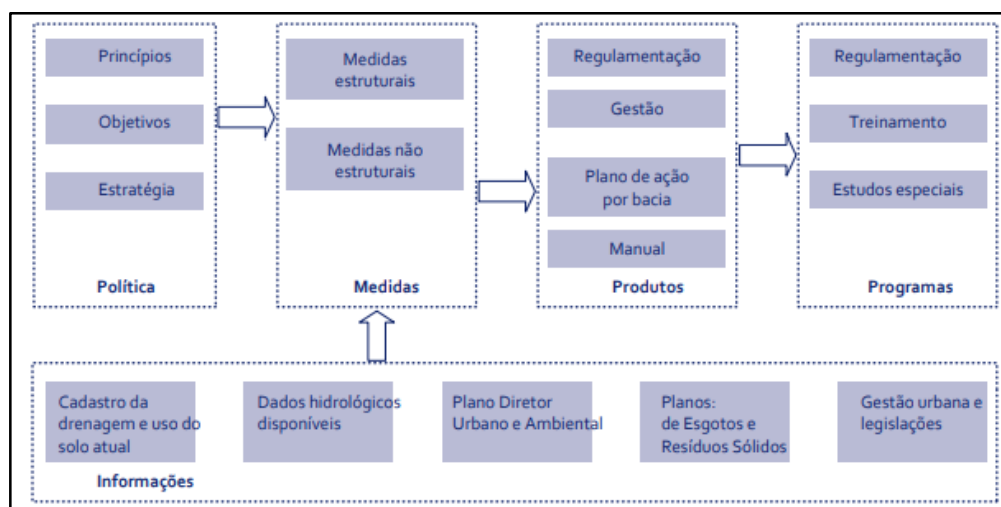 Princípios
Objetivos
Estratégia
Política
Medidas
estruturais
Medidas não
estruturais
Medidas
Regulamentação
Gestão
Plano de ação
por bacia
Manual
Produtos
Regulamentação
Treinamento
Estudos especiais
Programas
Cadastro da
drenagem e uso do
solo atual
Dados hidrológicos
disponíveis
Plano Diretor
Urbano e Ambiental
Planos:
de Esgotos e
Resíduos Sólidos
Gestão urbana e
legislações
Informações